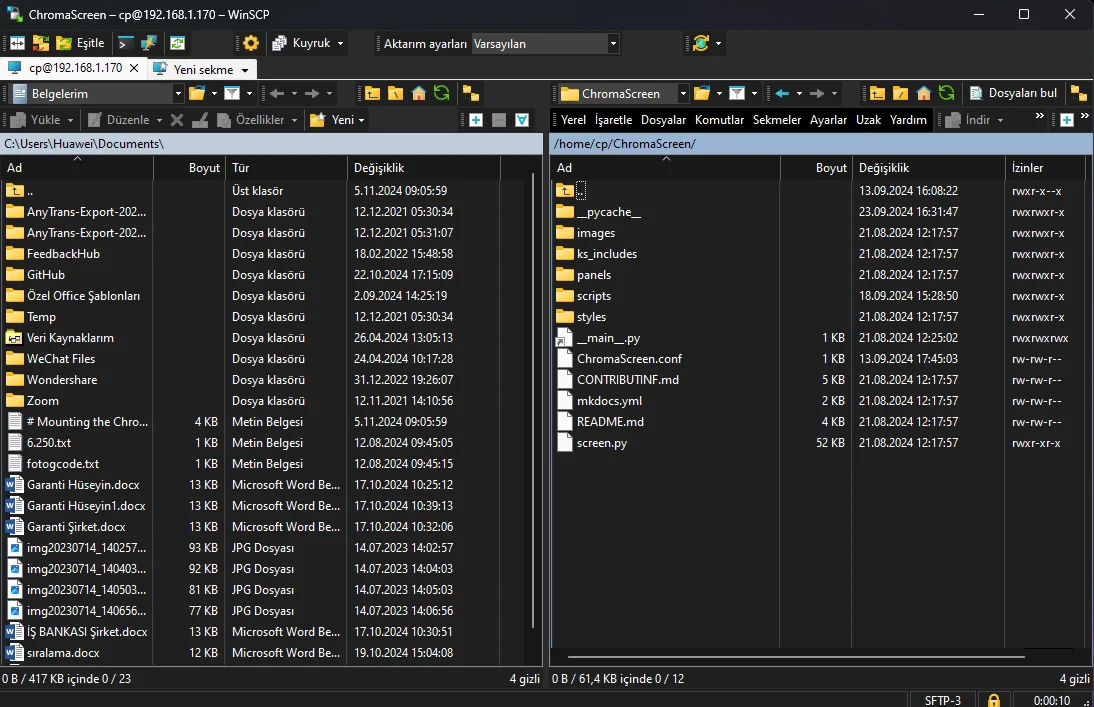 ChromaScreen – cp@192.168.1.170 – WinSCP
Eşitle Kuyruk Aktarım ayarları Varsayılan
cp@192.168.1.170 Yeni sekme
Belgelerim
Yükle Düzenle Özellikler Yeni
C:\Users\Huawei\Documents\
Ad Boyut Tür Değişiklik
.. Üst klasör 5.11.2024 09:05:59
AnyTrans-Export-202... Dosya klasörü 12.12.2021 05:30:34
AnyTrans-Export-202... Dosya klasörü 12.12.2021 05:31:07
FeedbackHub Dosya klasörü 18.02.2022 15:48:58
GitHub Dosya klasörü 22.10.2024 17:15:09
Özel Office Şablonları Dosya klasörü 2.09.2024 14:25:19
Temp Dosya klasörü 12.12.2021 05:30:34
Veri Kaynaklarım Dosya klasörü 26.04.2024 13:05:13
WeChat Files Dosya klasörü 24.04.2024 10:17:28
Wondershare Dosya klasörü 31.12.2022 19:26:07
Zoom Dosya klasörü 12.11.2021 14:10:56
# Mounting the Chro... 4 KB Metin Belgesi 5.11.2024 09:05:59
6.250.txt 1 KB Metin Belgesi 12.08.2024 09:45:05
fotogcode.txt 1 KB Metin Belgesi 12.08.2024 09:45:15
Garanti Hüseyin.docx 13 KB Microsoft Word Be... 17.10.2024 10:25:12
Garanti Hüseyin1.docx 13 KB Microsoft Word Be... 17.10.2024 10:39:13
Garanti Şirket.docx 13 KB Microsoft Word Be... 17.10.2024 10:32:06
img20230714_140257... 93 KB JPG Dosyası 14.07.2023 14:02:57
img20230714_140403... 92 KB JPG Dosyası 14.07.2023 14:04:03
img20230714_140503... 81 KB JPG Dosyası 14.07.2023 14:05:03
img20230714_140656... 77 KB JPG Dosyası 14.07.2023 14:06:56
İŞ BANKASI Şirket.docx 13 KB Microsoft Word Be... 17.10.2024 10:30:51
sıralama.docx 12 KB Microsoft Word Be... 19.10.2024 15:04:08
0 B / 417 KB içinde 0 / 23 4 gizli
ChromaScreen Dosyaları bul
Yerel İşaretle Dosyalar Komutlar Sekmeler Ayarlar Uzak Yardım İndir
/home/cp/ChromaScreen/
Ad Boyut Değişiklik İzinler
.. 13.09.2024 16:08:22 rwxr-x--x
__pycache__ 23.09.2024 16:31:47 rwxrwxr-x
images 21.08.2024 12:17:57 rwxrwxr-x
ks_includes 21.08.2024 12:17:57 rwxrwxr-x
panels 21.08.2024 12:17:57 rwxrwxr-x
scripts 18.09.2024 15:28:50 rwxrwxr-x
styles 21.08.2024 12:17:57 rwxrwxr-x
__main__.py 1 KB 21.08.2024 12:25:02 rwxrwxrwx
ChromaScreen.conf 1 KB 13.09.2024 17:45:03 rw-rw-r--
CONTRIBUTINF.md 5 KB 21.08.2024 12:17:57 rw-rw-r--
mkdocs.yml 2 KB 21.08.2024 12:17:57 rw-rw-r--
README.md 4 KB 21.08.2024 12:17:57 rw-rw-r--
screen.py 52 KB 21.08.2024 12:17:57 rwxr-xr-x
0 B / 61,4 KB içinde 0 / 12 4 gizli
SFTP-3 0:00:10